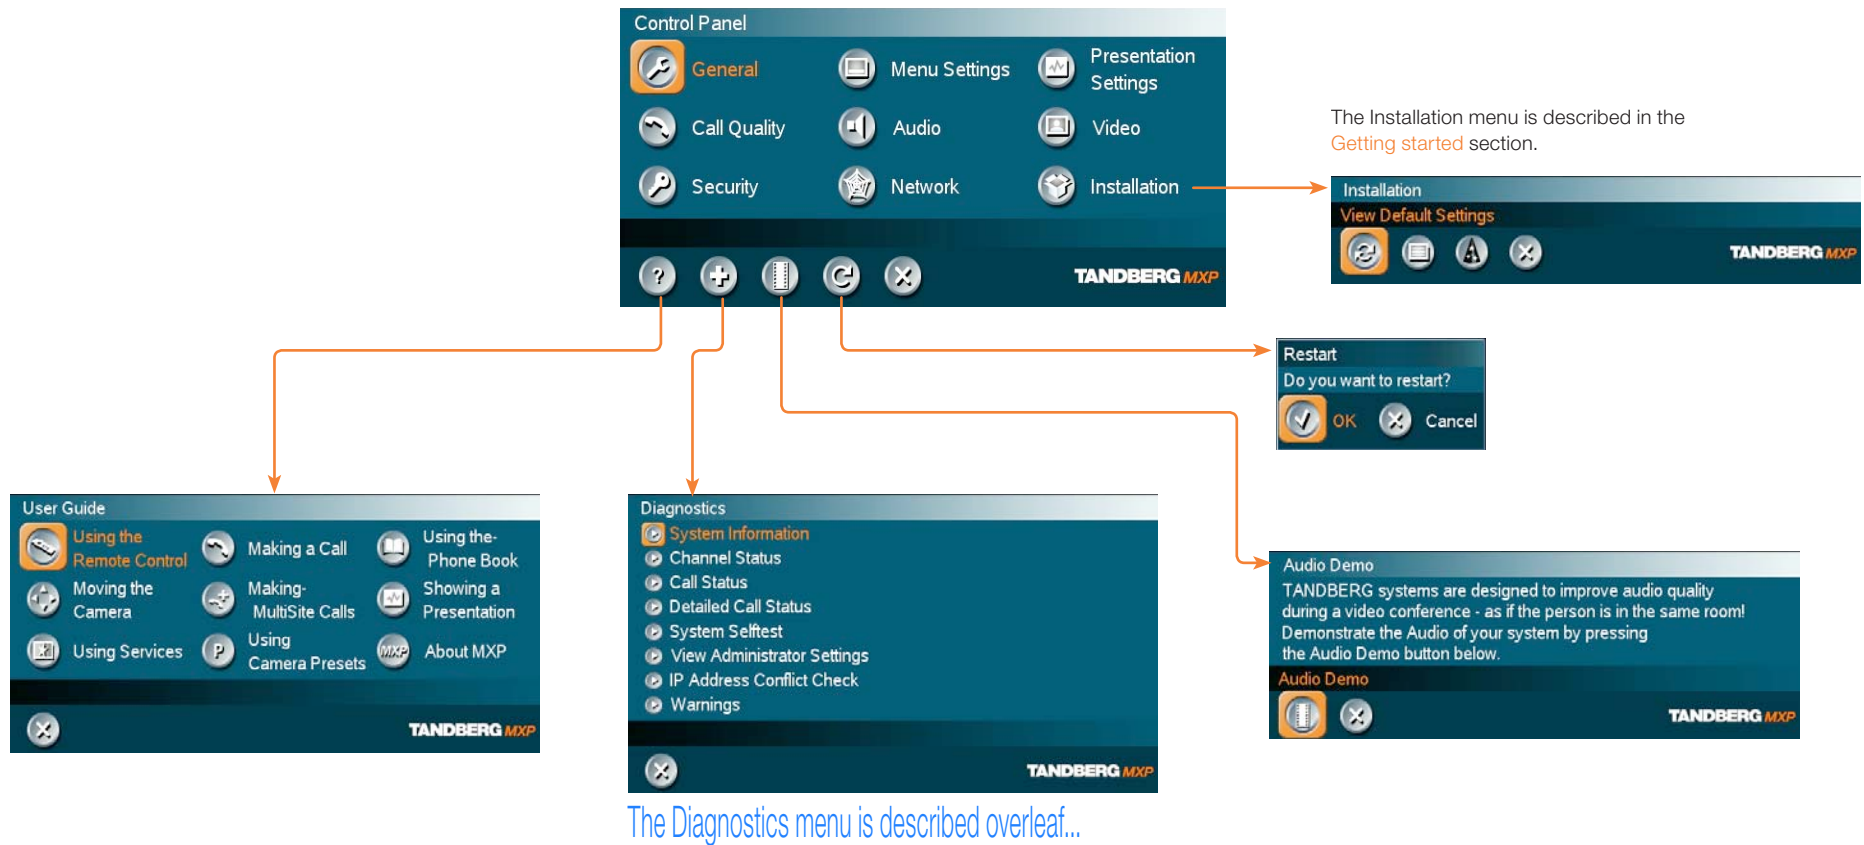 Control Panel
General
Menu Settings
Presentation
Settings
Call Quality
Audio
Video
Security
Network
Installation
?
TANDBERG MXP
The Installation menu is described in the
Getting started section.
Installation
View Default Settings
TANDBERG MXP
Restart
Do you want to restart?
OK
Cancel
User Guide
Using the
Remote Control
Making a Call
Using the-
Phone Book
Moving the
Camera
Making-
MultiSite Calls
Showing a
Presentation
Using Services
P
Using
Camera Presets
MXP
About MXP
TANDBERG MXP
Diagnostics
System Information
Channel Status
Call Status
Detailed Call Status
System Selftest
View Administrator Settings
IP Address Conflict Check
Warnings
TANDBERG MXP
The Diagnostics menu is described overleaf...
Audio Demo
TANDBERG systems are designed to improve audio quality
during a video conference - as if the person is in the same room!
Demonstrate the Audio of your system by pressing
the Audio Demo button below.
Audio Demo
TANDBERG MXP